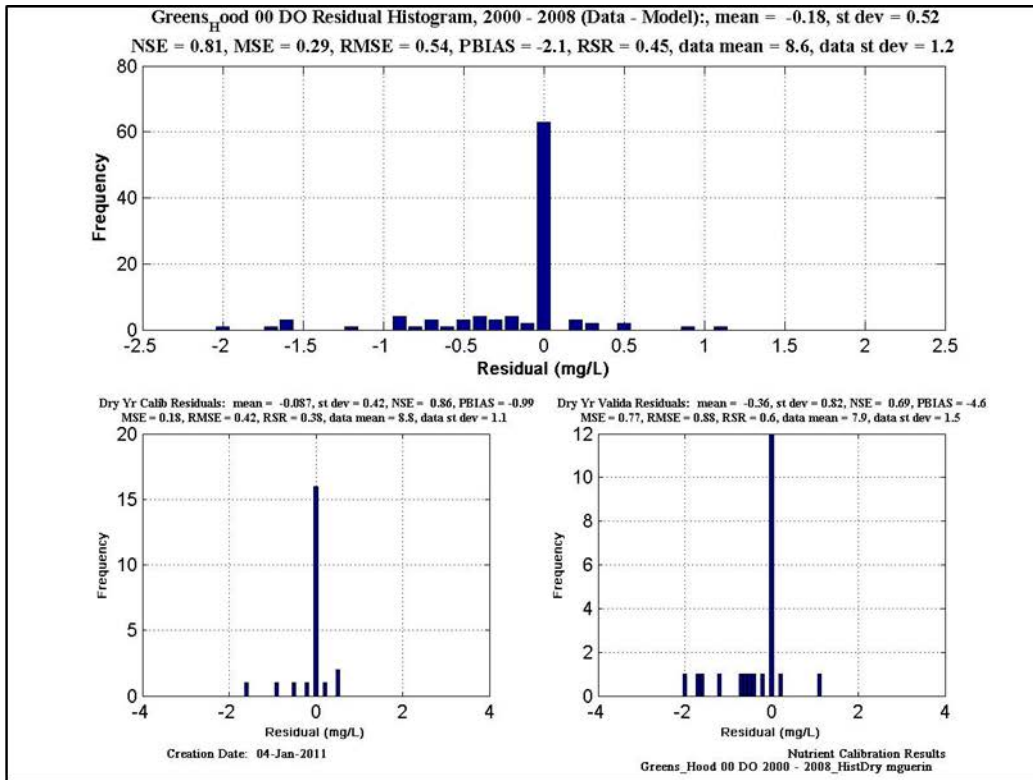 Greens_Hood 00 DO Residual Histogram, 2000 - 2008 (Data - Model):, mean = -0.18, st dev = 0.52
NSE = 0.81, MSE = 0.29, RMSE = 0.54, PBIAS = -2.1, RSR = 0.45, data mean = 8.6, data st dev = 1.2
80
60
40
20
0
Frequency
-2.5 -2 -1.5 -1 -0.5 0 0.5 1 1.5 2 2.5
Residual (mg/L)
Dry Yr Calib Residuals: mean = -0.087, st dev = 0.42, NSE = 0.86, PBIAS = -0.99
MSE = 0.18, RMSE = 0.42, RSR = 0.38, data mean = 8.8, data st dev = 1.1
20
15
10
5
0
Frequency
-4 -2 0 2 4
Residual (mg/L)
Creation Date: 04-Jan-2011
Dry Yr Valida Residuals: mean = -0.36, st dev = 0.82, NSE = 0.69, PBIAS = -4.6
MSE = 0.77, RMSE = 0.88, RSR = 0.6, data mean = 7.9, data st dev = 1.5
12
10
8
6
4
2
0
Frequency
-4 -2 0 2 4
Residual (mg/L)
Nutrient Calibration Results
Greens_Hood 00 DO 2000 - 2008_HistDry mguerin